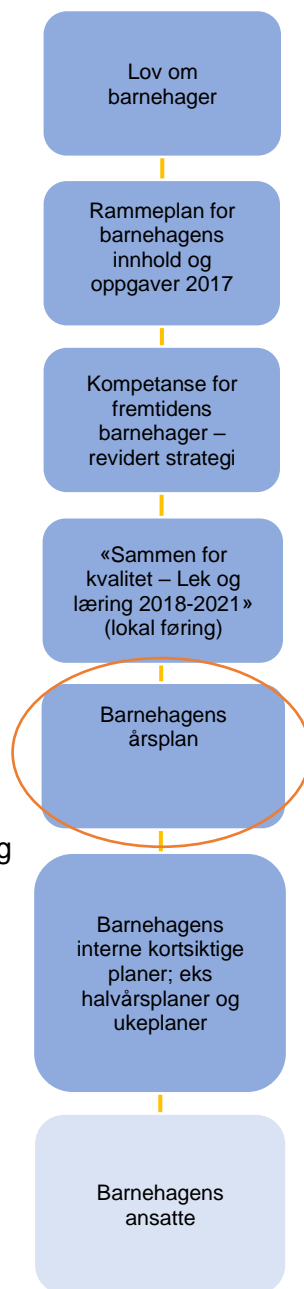 Lov om
barnehager
Rammeplan for
barnehagens
innhold og
oppgaver 2017
Kompetanse for
fremtidens
barnehager –
revidert strategi
«Sammen for
kvalitet – Lek og
læring 2018-2021»
(lokal føring)
Barnehagens
årsplan
g
Barnehagens
interne kortsiktige
planer; eks
halvårsplaner og
ukeplaner
Barnehagens
ansatte